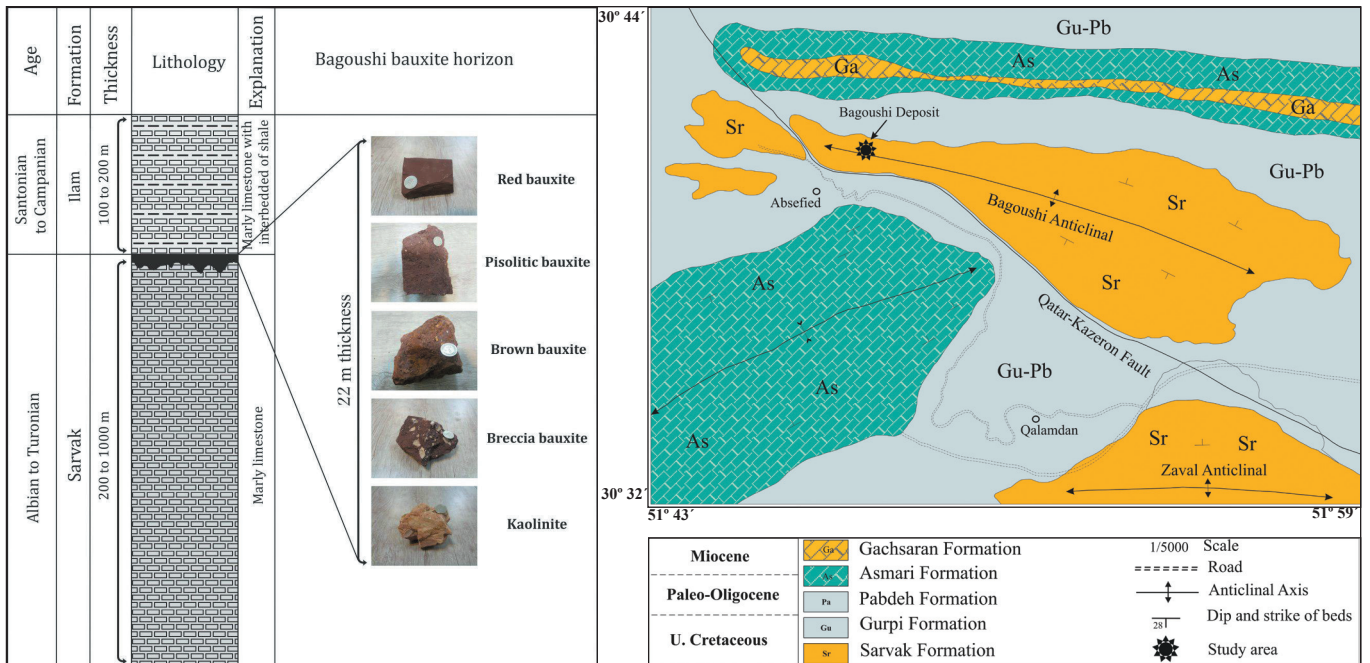 Age
Formation
Thickness
Lithology
Explanation
Bagoushi bauxite horizon
Santonian
to Campanian
Ilam
100 to 200 m
Marly limestone with
interbedded of shale
Albian to Turonian
Sarvak
200 to 1000 m
Marly limestone
22 m thickness
Red bauxite
Pisolitic bauxite
Brown bauxite
Breccia bauxite
Kaolinite
30° 44´
30° 32´
51° 43´
51° 59´
Gu-Pb
As
As
Ga
Ga
Sr
Bagoushi Deposit
Gu-Pb
Sr
Absefied
Bagoushi Anticlinal
Sr
As
Qatar-Kazeron Fault
Gu-Pb
As
As
Qalamdan
Sr
Sr
Zaval Anticlinal
Miocene
Paleo-Oligocene
U. Cretaceous
Ga
Gachsaran Formation
As
Asmari Formation
Pa
Pabdeh Formation
Gu
Gurpi Formation
Sr
Sarvak Formation
1/5000
Scale
Road
Anticlinal Axis
28
Dip and strike of beds
Study area